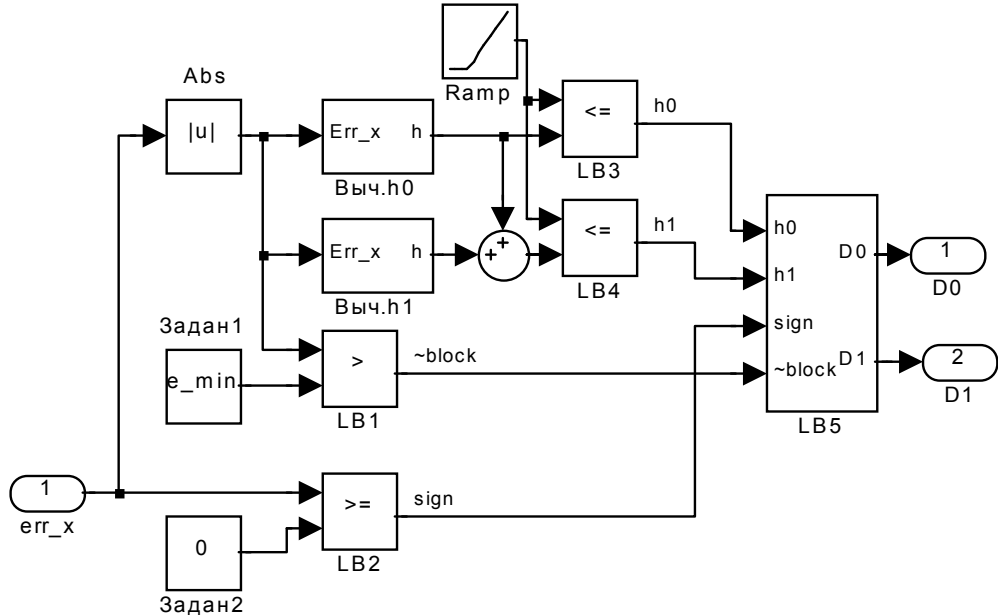 Abs
|u|
Ramp
Err_x h
Выч.h0
<=
h0
LB3
Err_x h
Выч.h1
++
<=
h1
LB4
Задан1
e_min
>
~block
LB1
h0
h1
sign
~block
D0
D1
LB5
1
D0
2
D1
1
err_x
>=
sign
LB2
0
Задан2